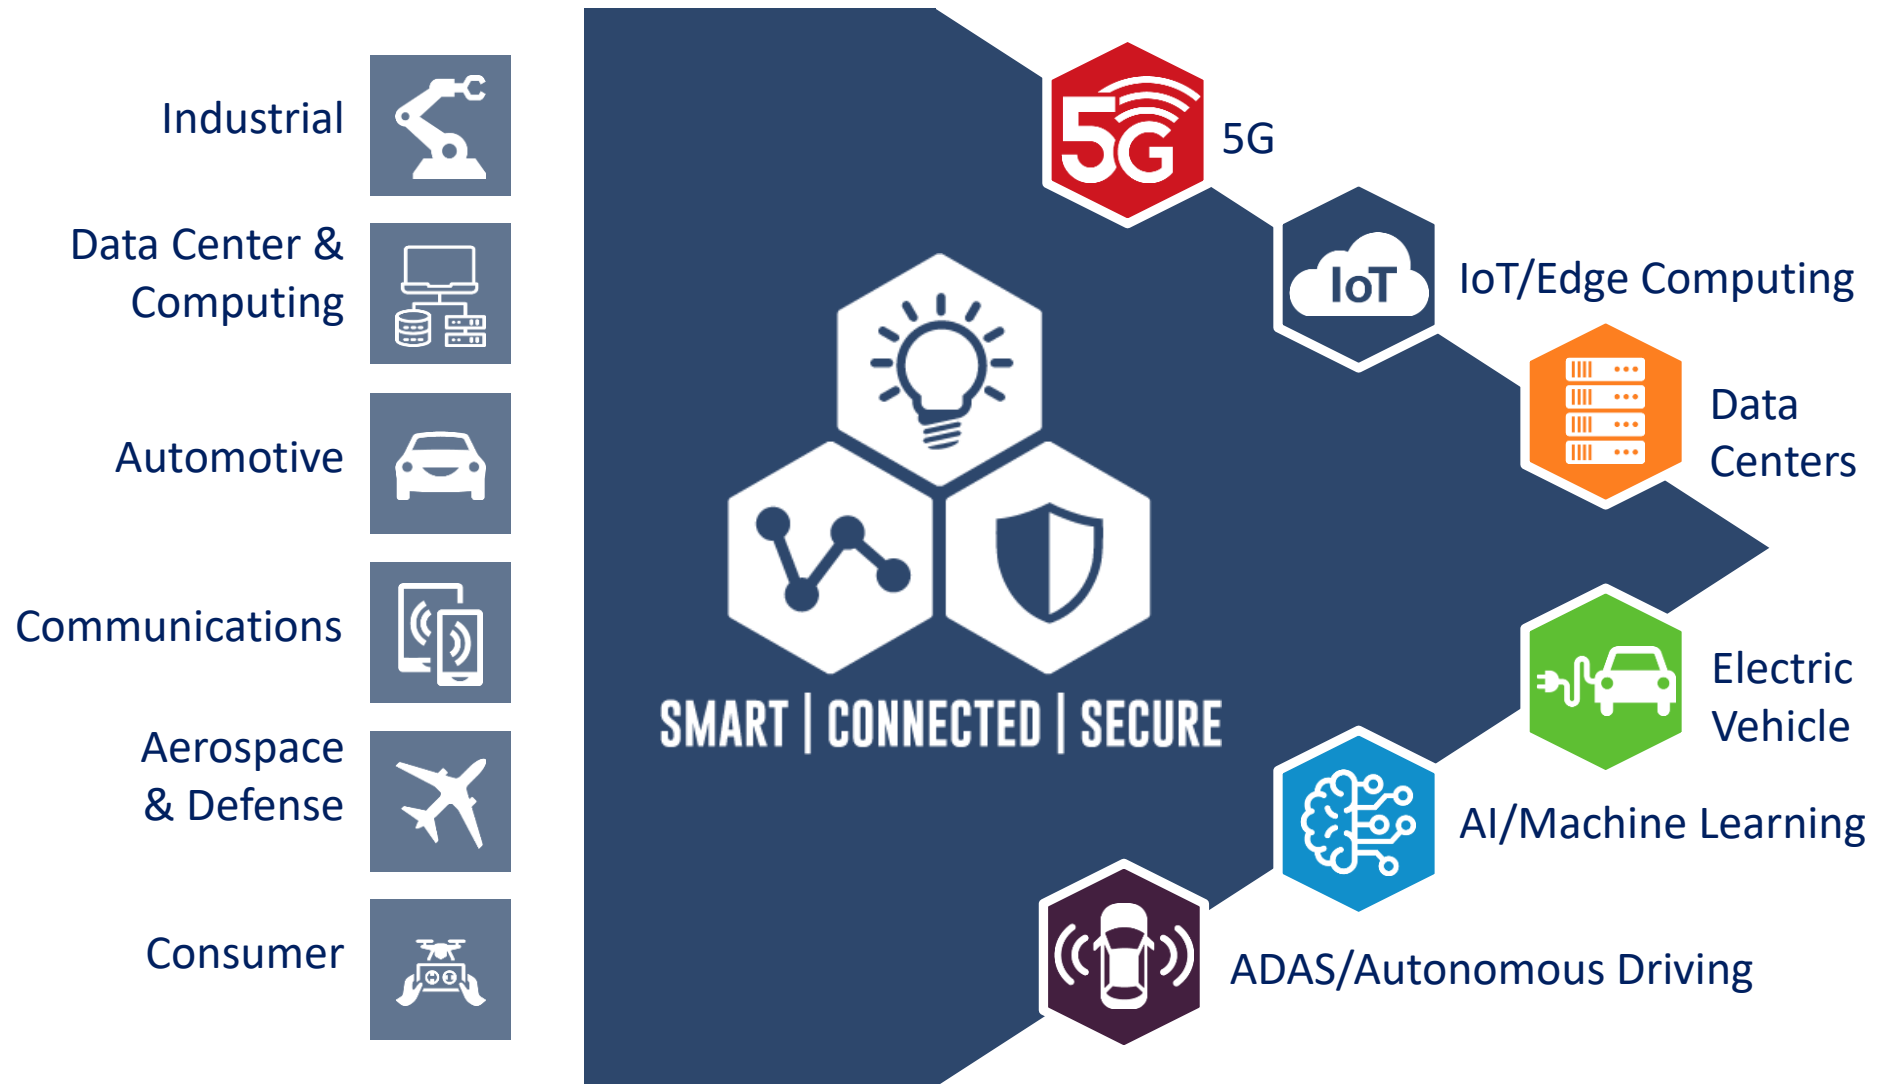 Industrial
Data Center &
Computing
Automotive
Communications
Aerospace
& Defense
Consumer
SMART | CONNECTED | SECURE
5G
5G
IoT
IoT/Edge Computing
Data
Centers
Electric
Vehicle
AI/Machine Learning
ADAS/Autonomous Driving